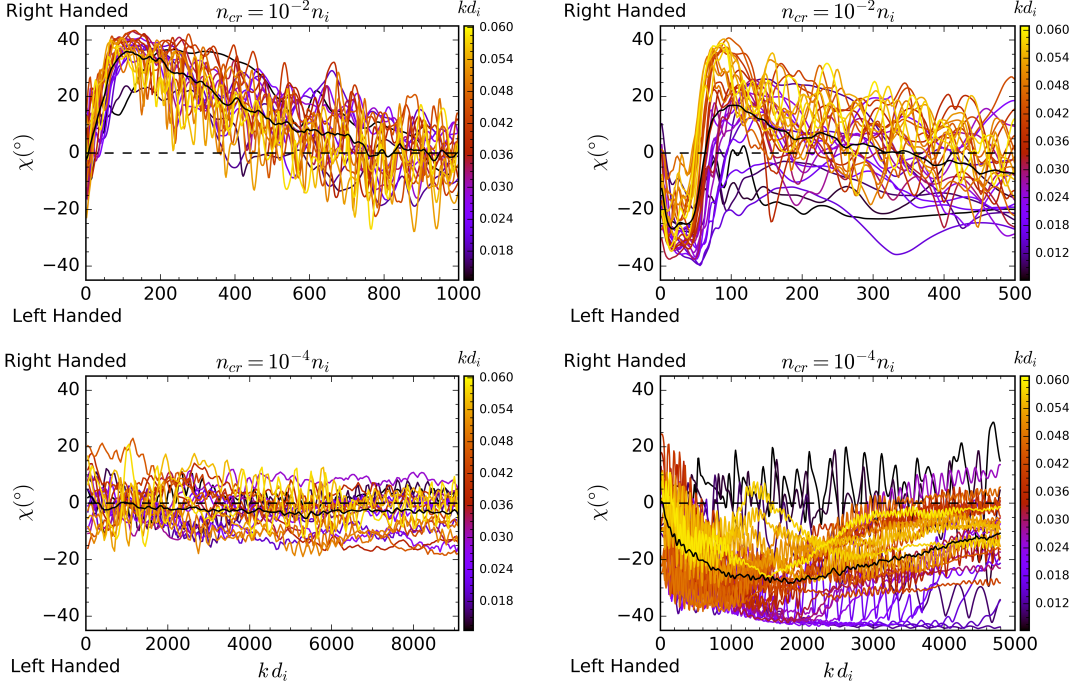 Right Handed
n_{cr} = 10^{-2} n_i
kd_i
40
20
0
−20
−40
χ(°)
0 200 400 600 800 1000
0.060
0.054
0.048
0.042
0.036
0.030
0.024
0.018
Left Handed
Right Handed
n_{cr} = 10^{-2} n_i
kd_i
40
20
0
−20
−40
χ(°)
0 100 200 300 400 500
0.060
0.054
0.048
0.042
0.036
0.030
0.024
0.018
0.012
Left Handed
Right Handed
n_{cr} = 10^{-4} n_i
kd_i
40
20
0
−20
−40
χ(°)
0 2000 4000 6000 8000
0.060
0.054
0.048
0.042
0.036
0.030
0.024
0.018
Left Handed
k d_i
Right Handed
n_{cr} = 10^{-4} n_i
kd_i
40
20
0
−20
−40
χ(°)
0 1000 2000 3000 4000 5000
0.060
0.054
0.048
0.042
0.036
0.030
0.024
0.018
0.012
Left Handed
k d_i